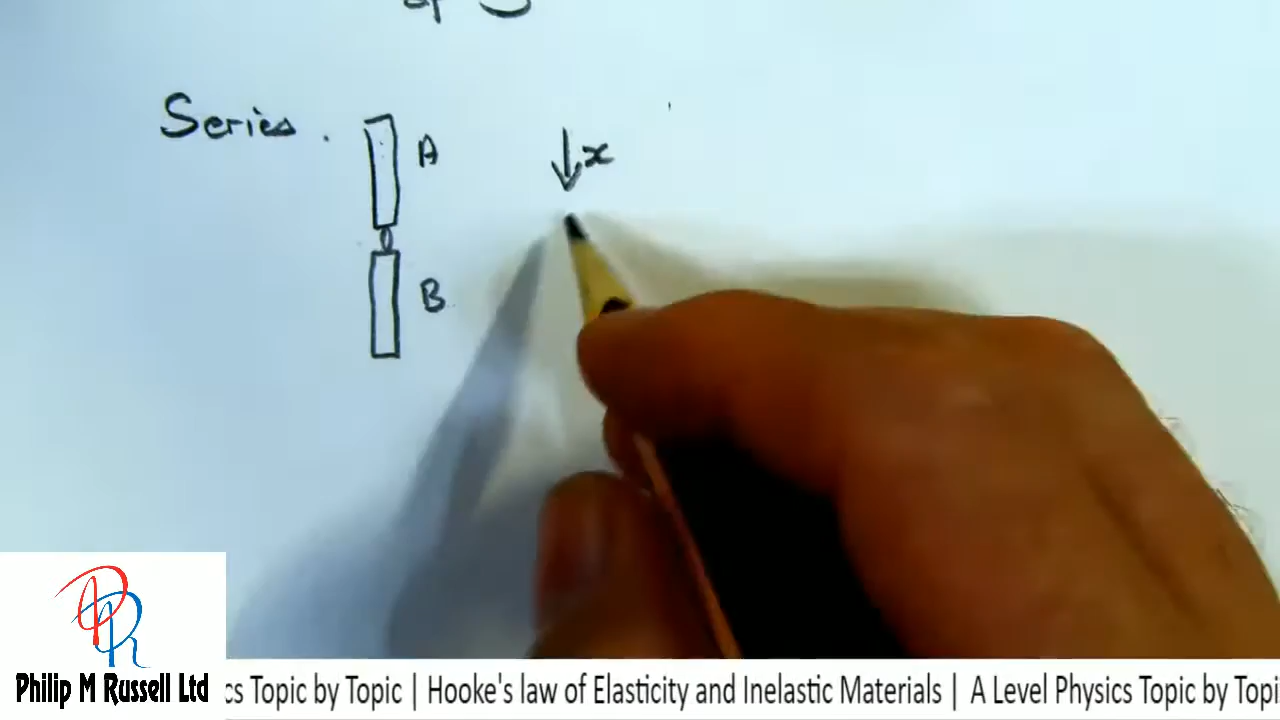 of
Series.
A
x
B
Philip M Russell Ltd
cs Topic by Topic | Hooke's law of Elasticity and Inelastic Materials | A Level Physics Topic by Topi